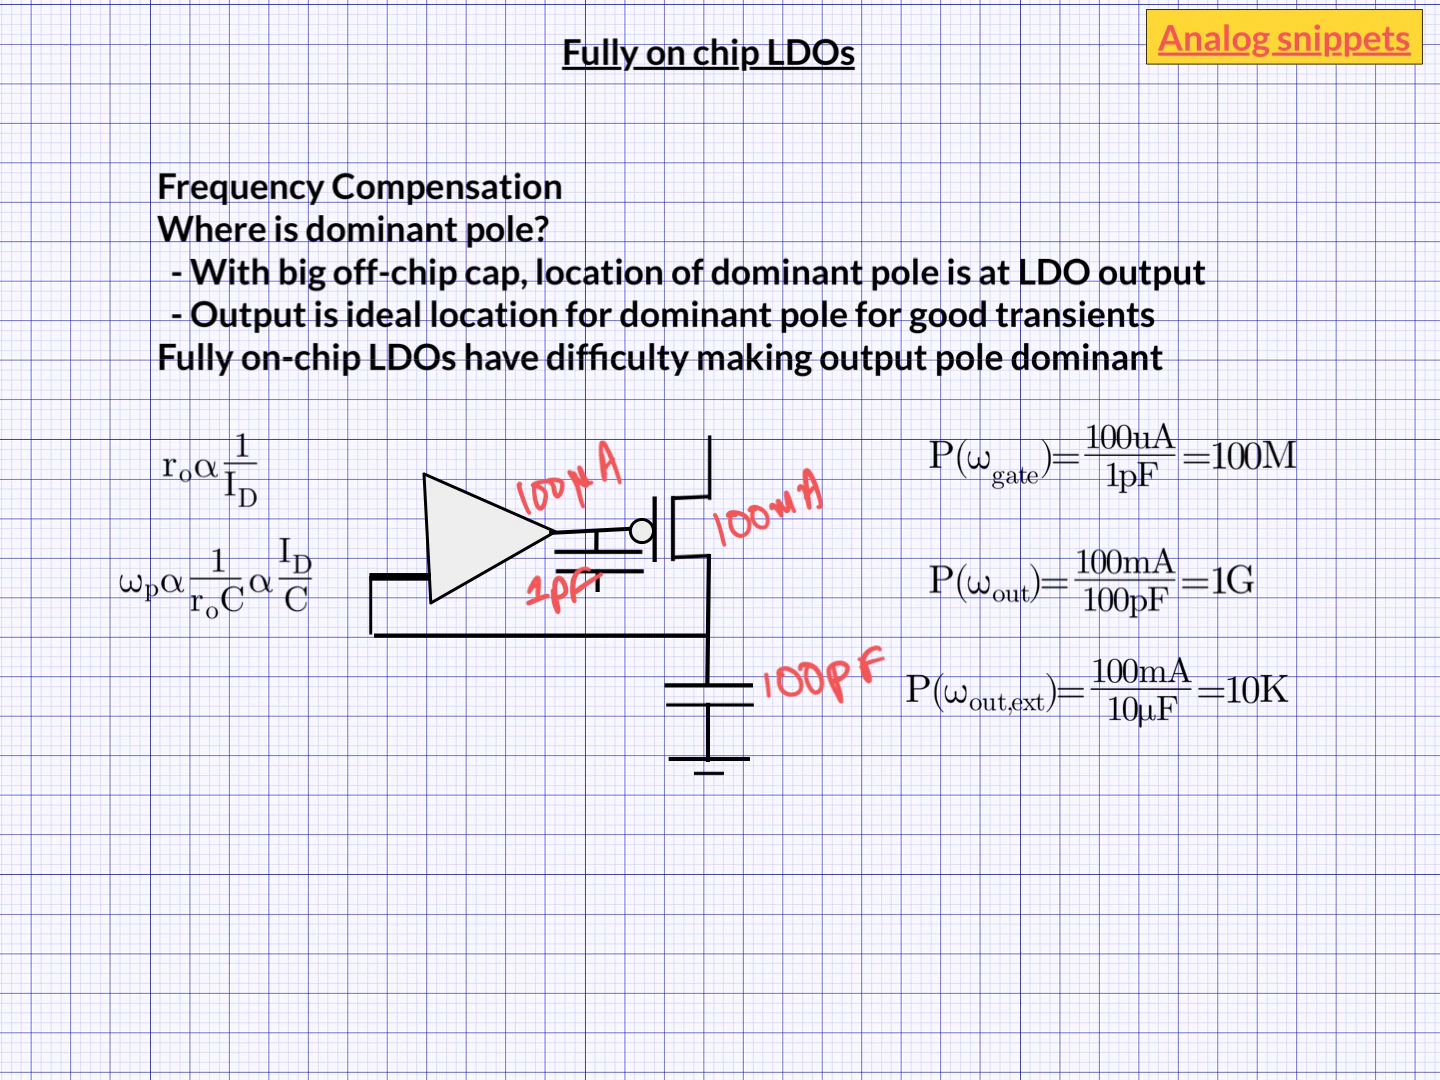 Fully on chip LDOs
Analog snippets
Frequency Compensation
Where is dominant pole?
- With big off-chip cap, location of dominant pole is at LDO output
- Output is ideal location for dominant pole for good transients
Fully on-chip LDOs have difficulty making output pole dominant
r_o α 1/I_D
ω_p α 1/(r_o C) α I_D/C
100μA
1pF
100mA
100pF
P(ω_gate)=100uA/1pF=100M
P(ω_out)=100mA/100pF=1G
P(ω_out,ext)=100mA/10μF=10K